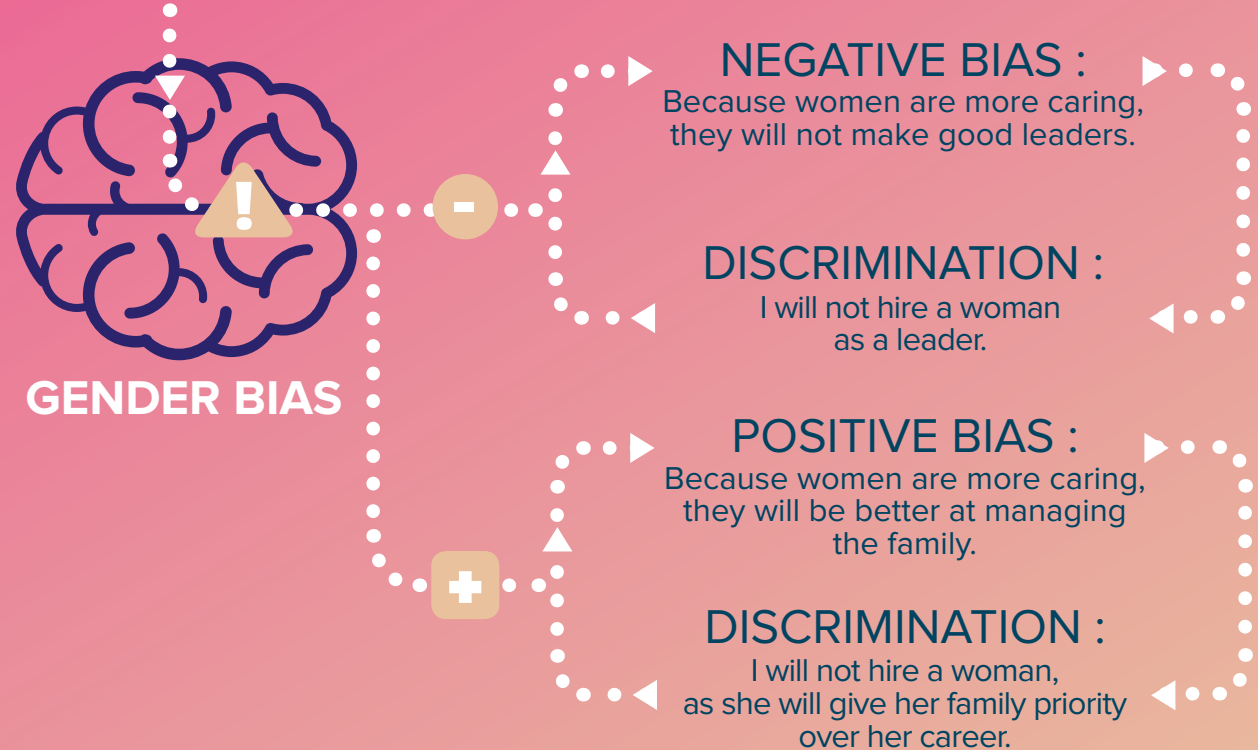 NEGATIVE BIAS :
Because women are more caring,
they will not make good leaders.
DISCRIMINATION :
I will not hire a woman
as a leader.
GENDER BIAS
POSITIVE BIAS :
Because women are more caring,
they will be better at managing
the family.
DISCRIMINATION :
I will not hire a woman,
as she will give her family priority
over her career.